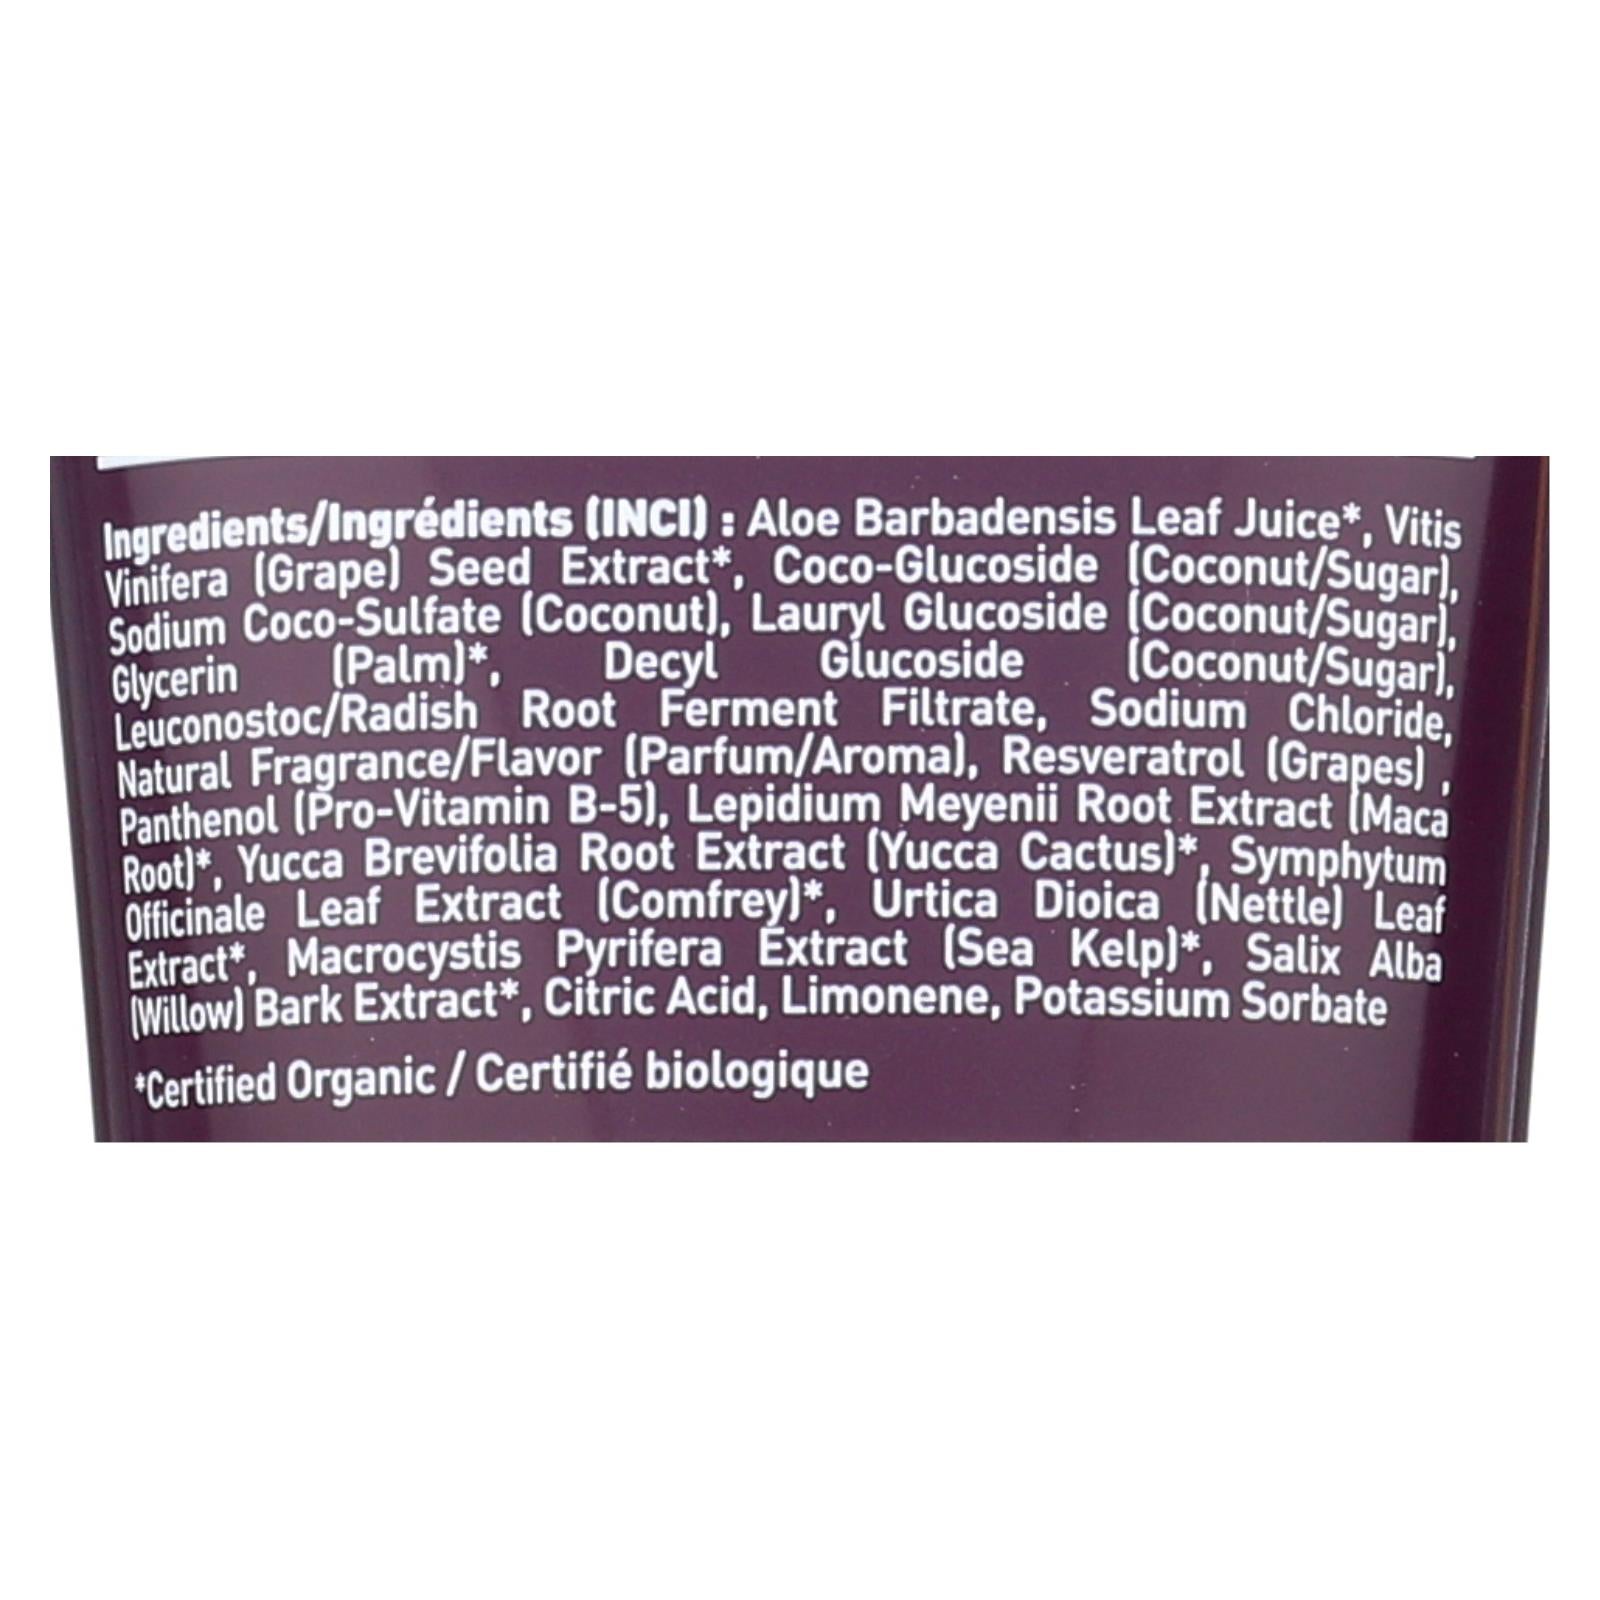 Ingredients/Ingrédients (INCI) : Aloe Barbadensis Leaf Juice*, Vitis
Vinifera (Grape) Seed Extract*, Coco-Glucoside (Coconut/Sugar),
Sodium Coco-Sulfate (Coconut), Lauryl Glucoside (Coconut/Sugar),
Glycerin (Palm)*, Decyl Glucoside (Coconut/Sugar),
Leuconostoc/Radish Root Ferment Filtrate, Sodium Chloride,
Natural Fragrance/Flavor (Parfum/Aroma), Resveratrol (Grapes) ,
Panthenol (Pro-Vitamin B-5), Lepidium Meyenii Root Extract (Maca
Root)*, Yucca Brevifolia Root Extract (Yucca Cactus)*, Symphytum
Officinale Leaf Extract (Comfrey)*, Urtica Dioica (Nettle) Leaf
Extract*, Macrocystis Pyrifera Extract (Sea Kelp)*, Salix Alba
(Willow) Bark Extract*, Citric Acid, Limonene, Potassium Sorbate
*Certified Organic / Certifié biologique